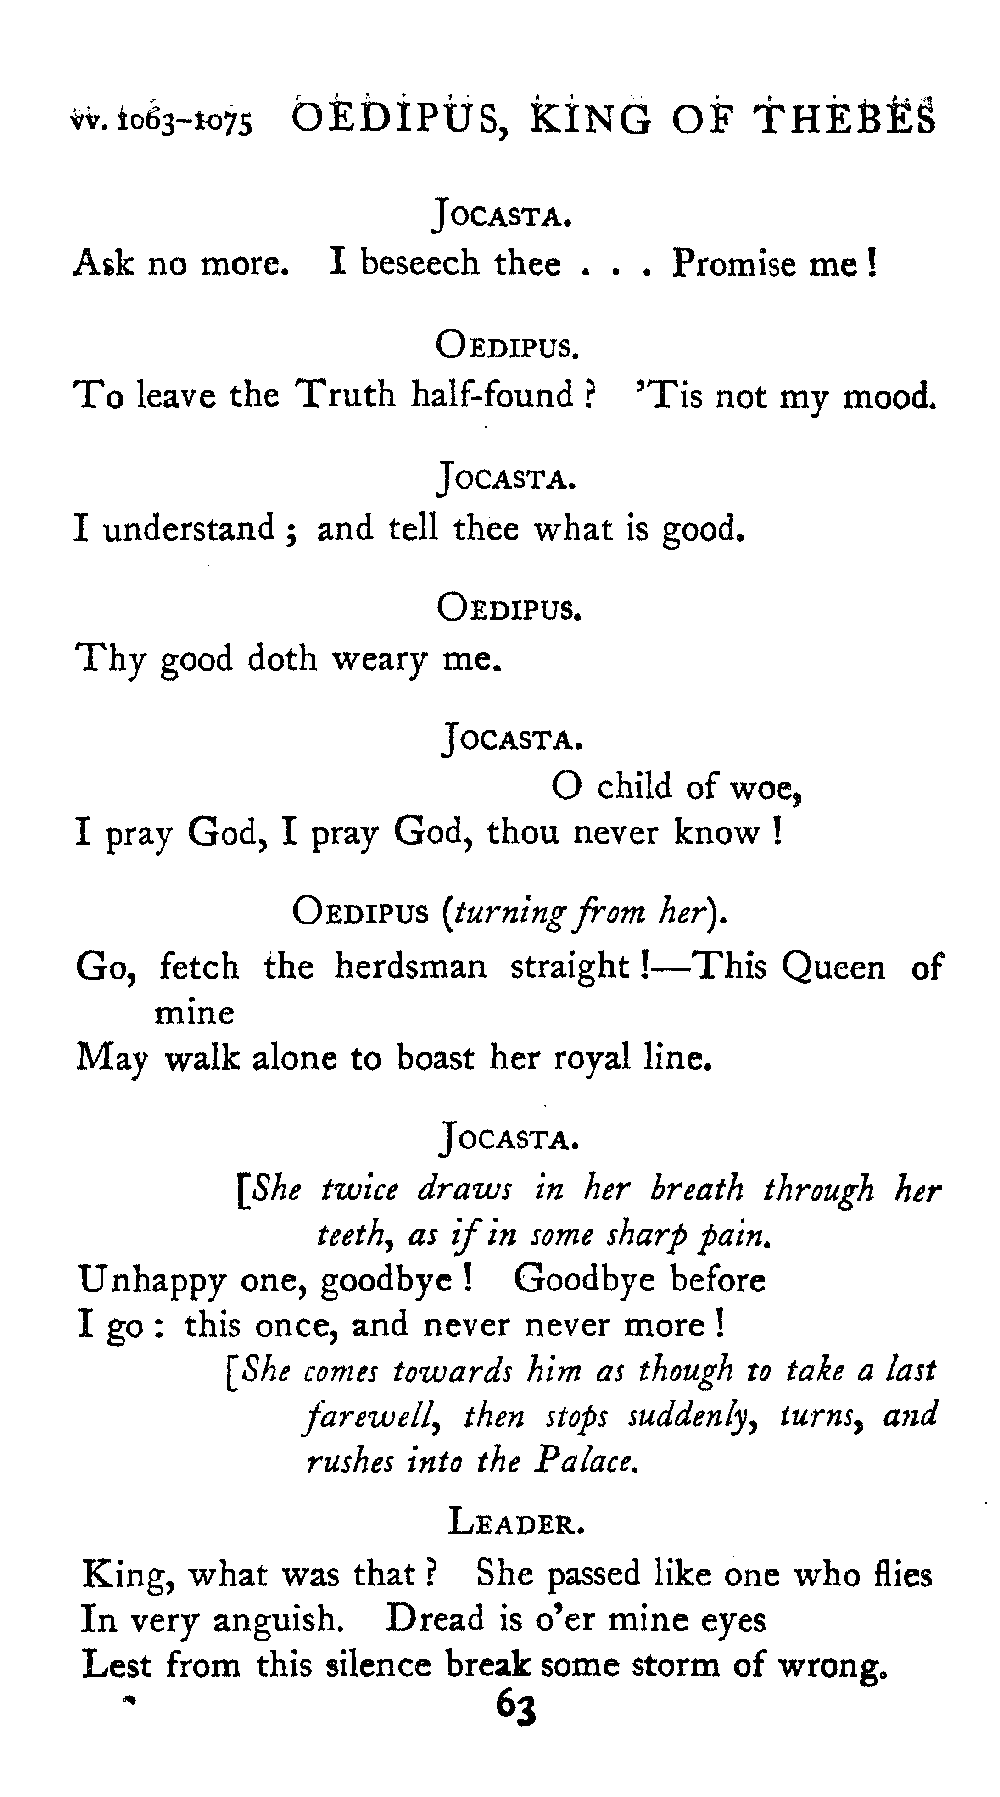 vv. 1063–1075 OEDIPUS, KING OF THEBES
Jocasta.
Ask no more. I beseech thee . . . Promise me !
Oedipus.
To leave the Truth half-found ? ’Tis not my mood.
Jocasta.
I understand ; and tell thee what is good.
Oedipus.
Thy good doth weary me.
Jocasta.
O child of woe,
I pray God, I pray God, thou never know !
Oedipus (turning from her).
Go, fetch the herdsman straight !—This Queen of
mine
May walk alone to boast her royal line.
Jocasta.
[She twice draws in her breath through her
teeth, as if in some sharp pain.
Unhappy one, goodbye ! Goodbye before
I go : this once, and never never more !
[She comes towards him as though to take a last
farewell, then stops suddenly, turns, and
rushes into the Palace.
Leader.
King, what was that ? She passed like one who flies
In very anguish. Dread is o’er mine eyes
Lest from this silence break some storm of wrong.
63